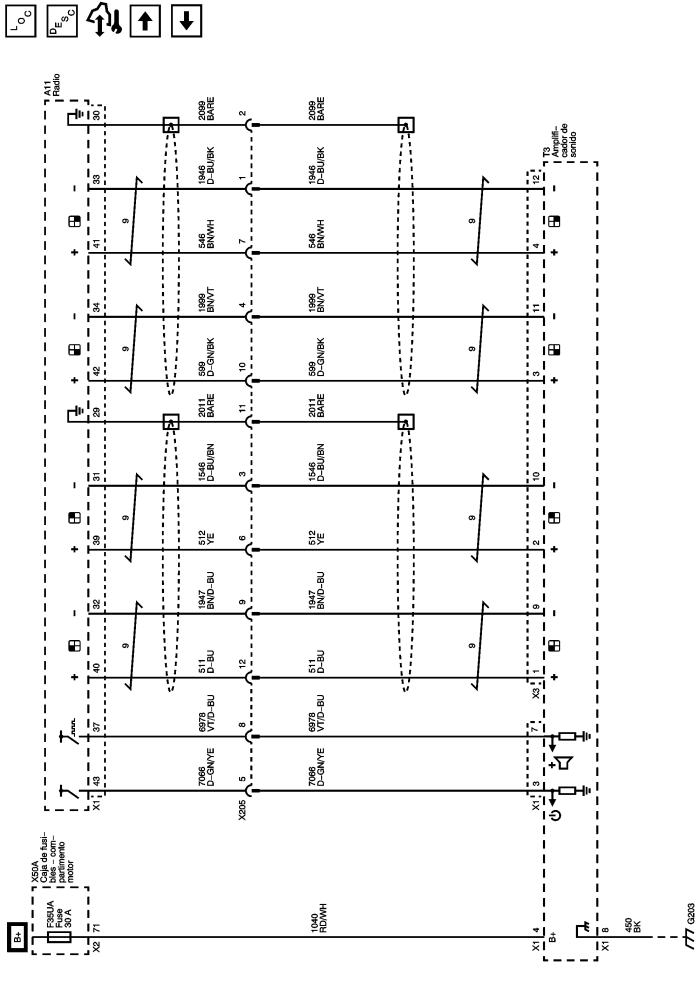 LOC
DESC
A11
Radio
30
33
41
34
42
29
31
39
32
40
37
43
X1
−
+
−
+
−
+
−
+
9
9
9
9
2099
BARE
1946
D–BU/BK
546
BN/WH
1999
BN/VT
599
D–GN/BK
2011
BARE
1546
D–BU/BN
512
YE
1947
BN/D–BU
511
D–BU
6978
VT/D–BU
7066
D–GN/YE
2
1
7
4
10
11
3
6
9
12
8
5
X205
2099
BARE
1946
D–BU/BK
546
BN/WH
1999
BN/VT
599
D–GN/BK
2011
BARE
1546
D–BU/BN
512
YE
1947
BN/D–BU
511
D–BU
6978
VT/D–BU
7066
D–GN/YE
9
9
9
9
T3
Amplifi–
cador de
sonido
12
4
11
3
10
2
9
1
X3
7
3
X1
−
+
−
+
−
+
−
+
+
X50A
Caja de fusi–
bles – com–
partimento
motor
B+
F35UA
Fuse
30 A
71
X2
1040
RD/WH
4
X1
B+
8
X1
450
BK
G203